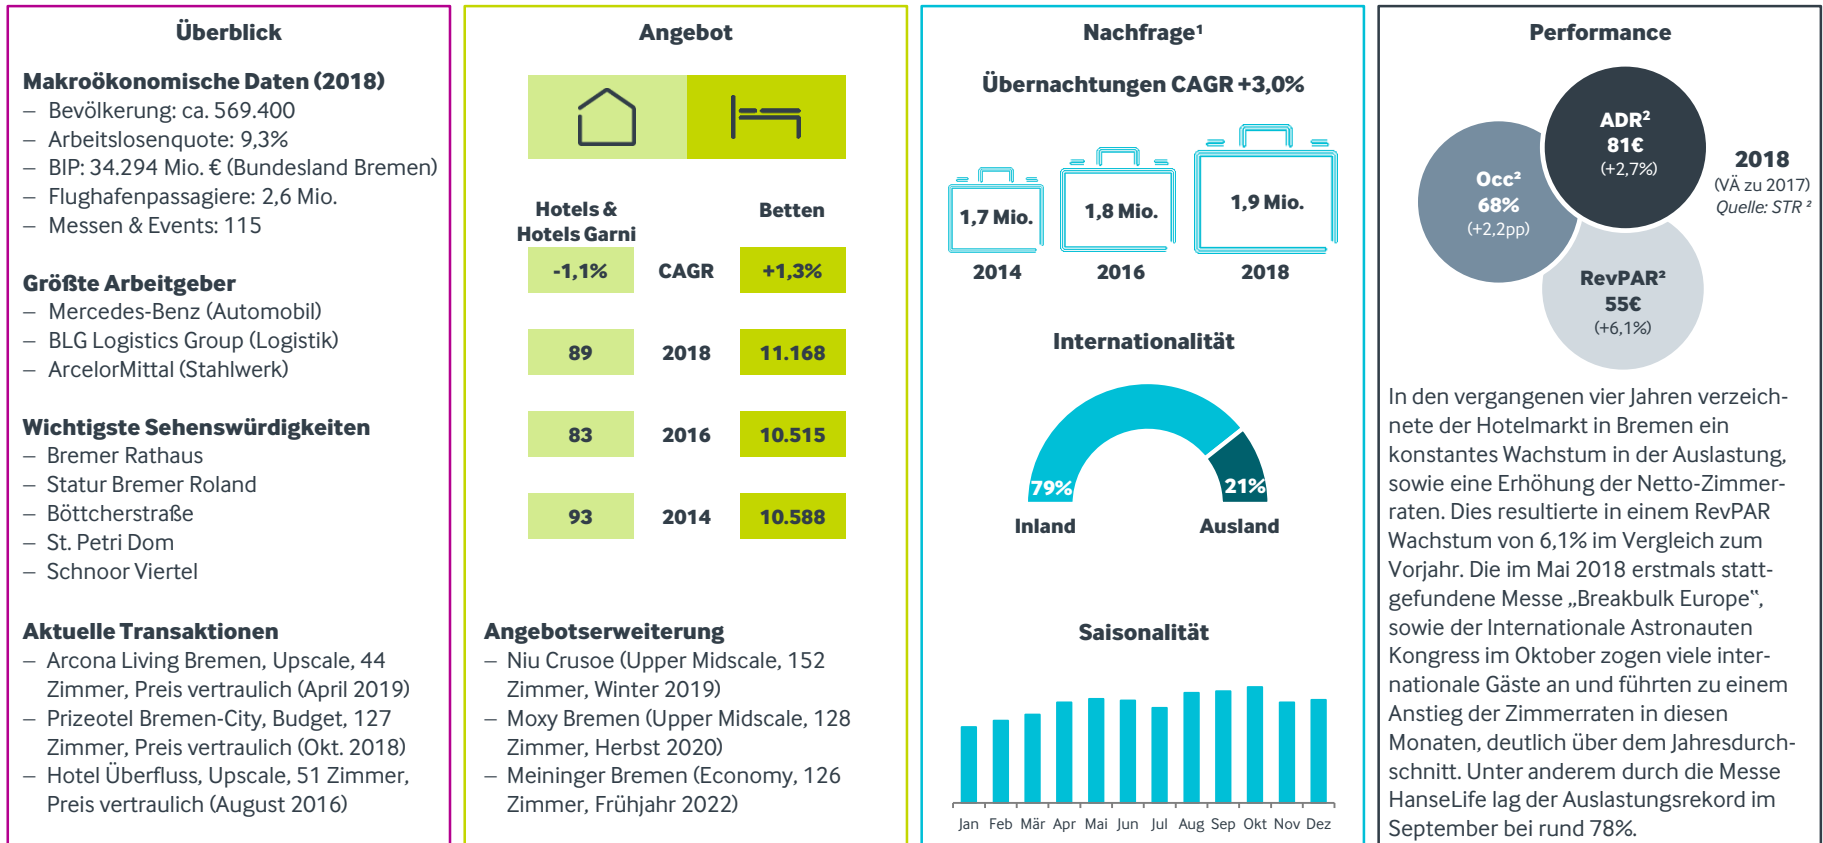 Überblick
Makroökonomische Daten (2018)
– Bevölkerung: ca. 569.400
– Arbeitslosenquote: 9,3%
– BIP: 34.294 Mio. € (Bundesland Bremen)
– Flughafenpassagiere: 2,6 Mio.
– Messen & Events: 115
Größte Arbeitgeber
– Mercedes-Benz (Automobil)
– BLG Logistics Group (Logistik)
– ArcelorMittal (Stahlwerk)
Wichtigste Sehenswürdigkeiten
– Bremer Rathaus
– Statur Bremer Roland
– Böttcherstraße
– St. Petri Dom
– Schnoor Viertel
Aktuelle Transaktionen
– Arcona Living Bremen, Upscale, 44
Zimmer, Preis vertraulich (April 2019)
– Prizeotel Bremen-City, Budget, 127
Zimmer, Preis vertraulich (Okt. 2018)
– Hotel Überfluss, Upscale, 51 Zimmer,
Preis vertraulich (August 2016)
Angebot
Hotels &
Hotels Garni
Betten
-1,1% CAGR +1,3%
89 2018 11.168
83 2016 10.515
93 2014 10.588
Angebotserweiterung
– Niu Crusoe (Upper Midscale, 152
Zimmer, Winter 2019)
– Moxy Bremen (Upper Midscale, 128
Zimmer, Herbst 2020)
– Meininger Bremen (Economy, 126
Zimmer, Frühjahr 2022)
Nachfrage¹
Übernachtungen CAGR +3,0%
1,7 Mio. 1,8 Mio. 1,9 Mio.
2014 2016 2018
Internationalität
79% 21%
Inland Ausland
Saisonalität
Jan Feb Mär Apr Mai Jun Jul Aug Sep Okt Nov Dez
Performance
ADR²
81€
(+2,7%)
Occ²
68%
(+2,2pp)
RevPAR²
55€
(+6,1%)
2018
(VÄ zu 2017)
Quelle: STR ²
In den vergangenen vier Jahren verzeich-
nete der Hotelmarkt in Bremen ein
konstantes Wachstum in der Auslastung,
sowie eine Erhöhung der Netto-Zimmer-
raten. Dies resultierte in einem RevPAR
Wachstum von 6,1% im Vergleich zum
Vorjahr. Die im Mai 2018 erstmals statt-
gefundene Messe „Breakbulk Europe“,
sowie der Internationale Astronauten
Kongress im Oktober zogen viele inter-
nationale Gäste an und führten zu einem
Anstieg der Zimmerraten in diesen
Monaten, deutlich über dem Jahresdurch-
schnitt. Unter anderem durch die Messe
HanseLife lag der Auslastungsrekord im
September bei rund 78%.